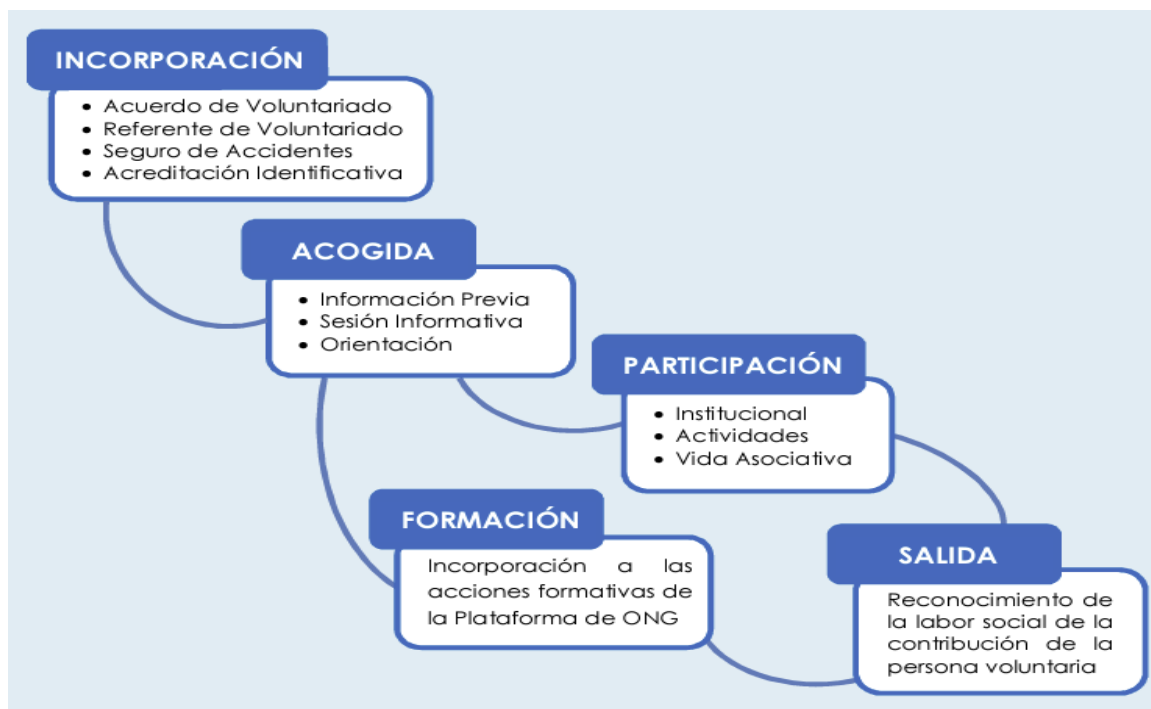 INCORPORACIÓN
• Acuerdo de Voluntariado
• Referente de Voluntariado
• Seguro de Accidentes
• Acreditación Identificativa
ACOGIDA
• Información Previa
• Sesión Informativa
• Orientación
PARTICIPACIÓN
• Institucional
• Actividades
• Vida Asociativa
FORMACIÓN
Incorporación a las
acciones formativas de
la Plataforma de ONG
SALIDA
Reconocimiento de
la labor social de la
contribución de la
persona voluntaria